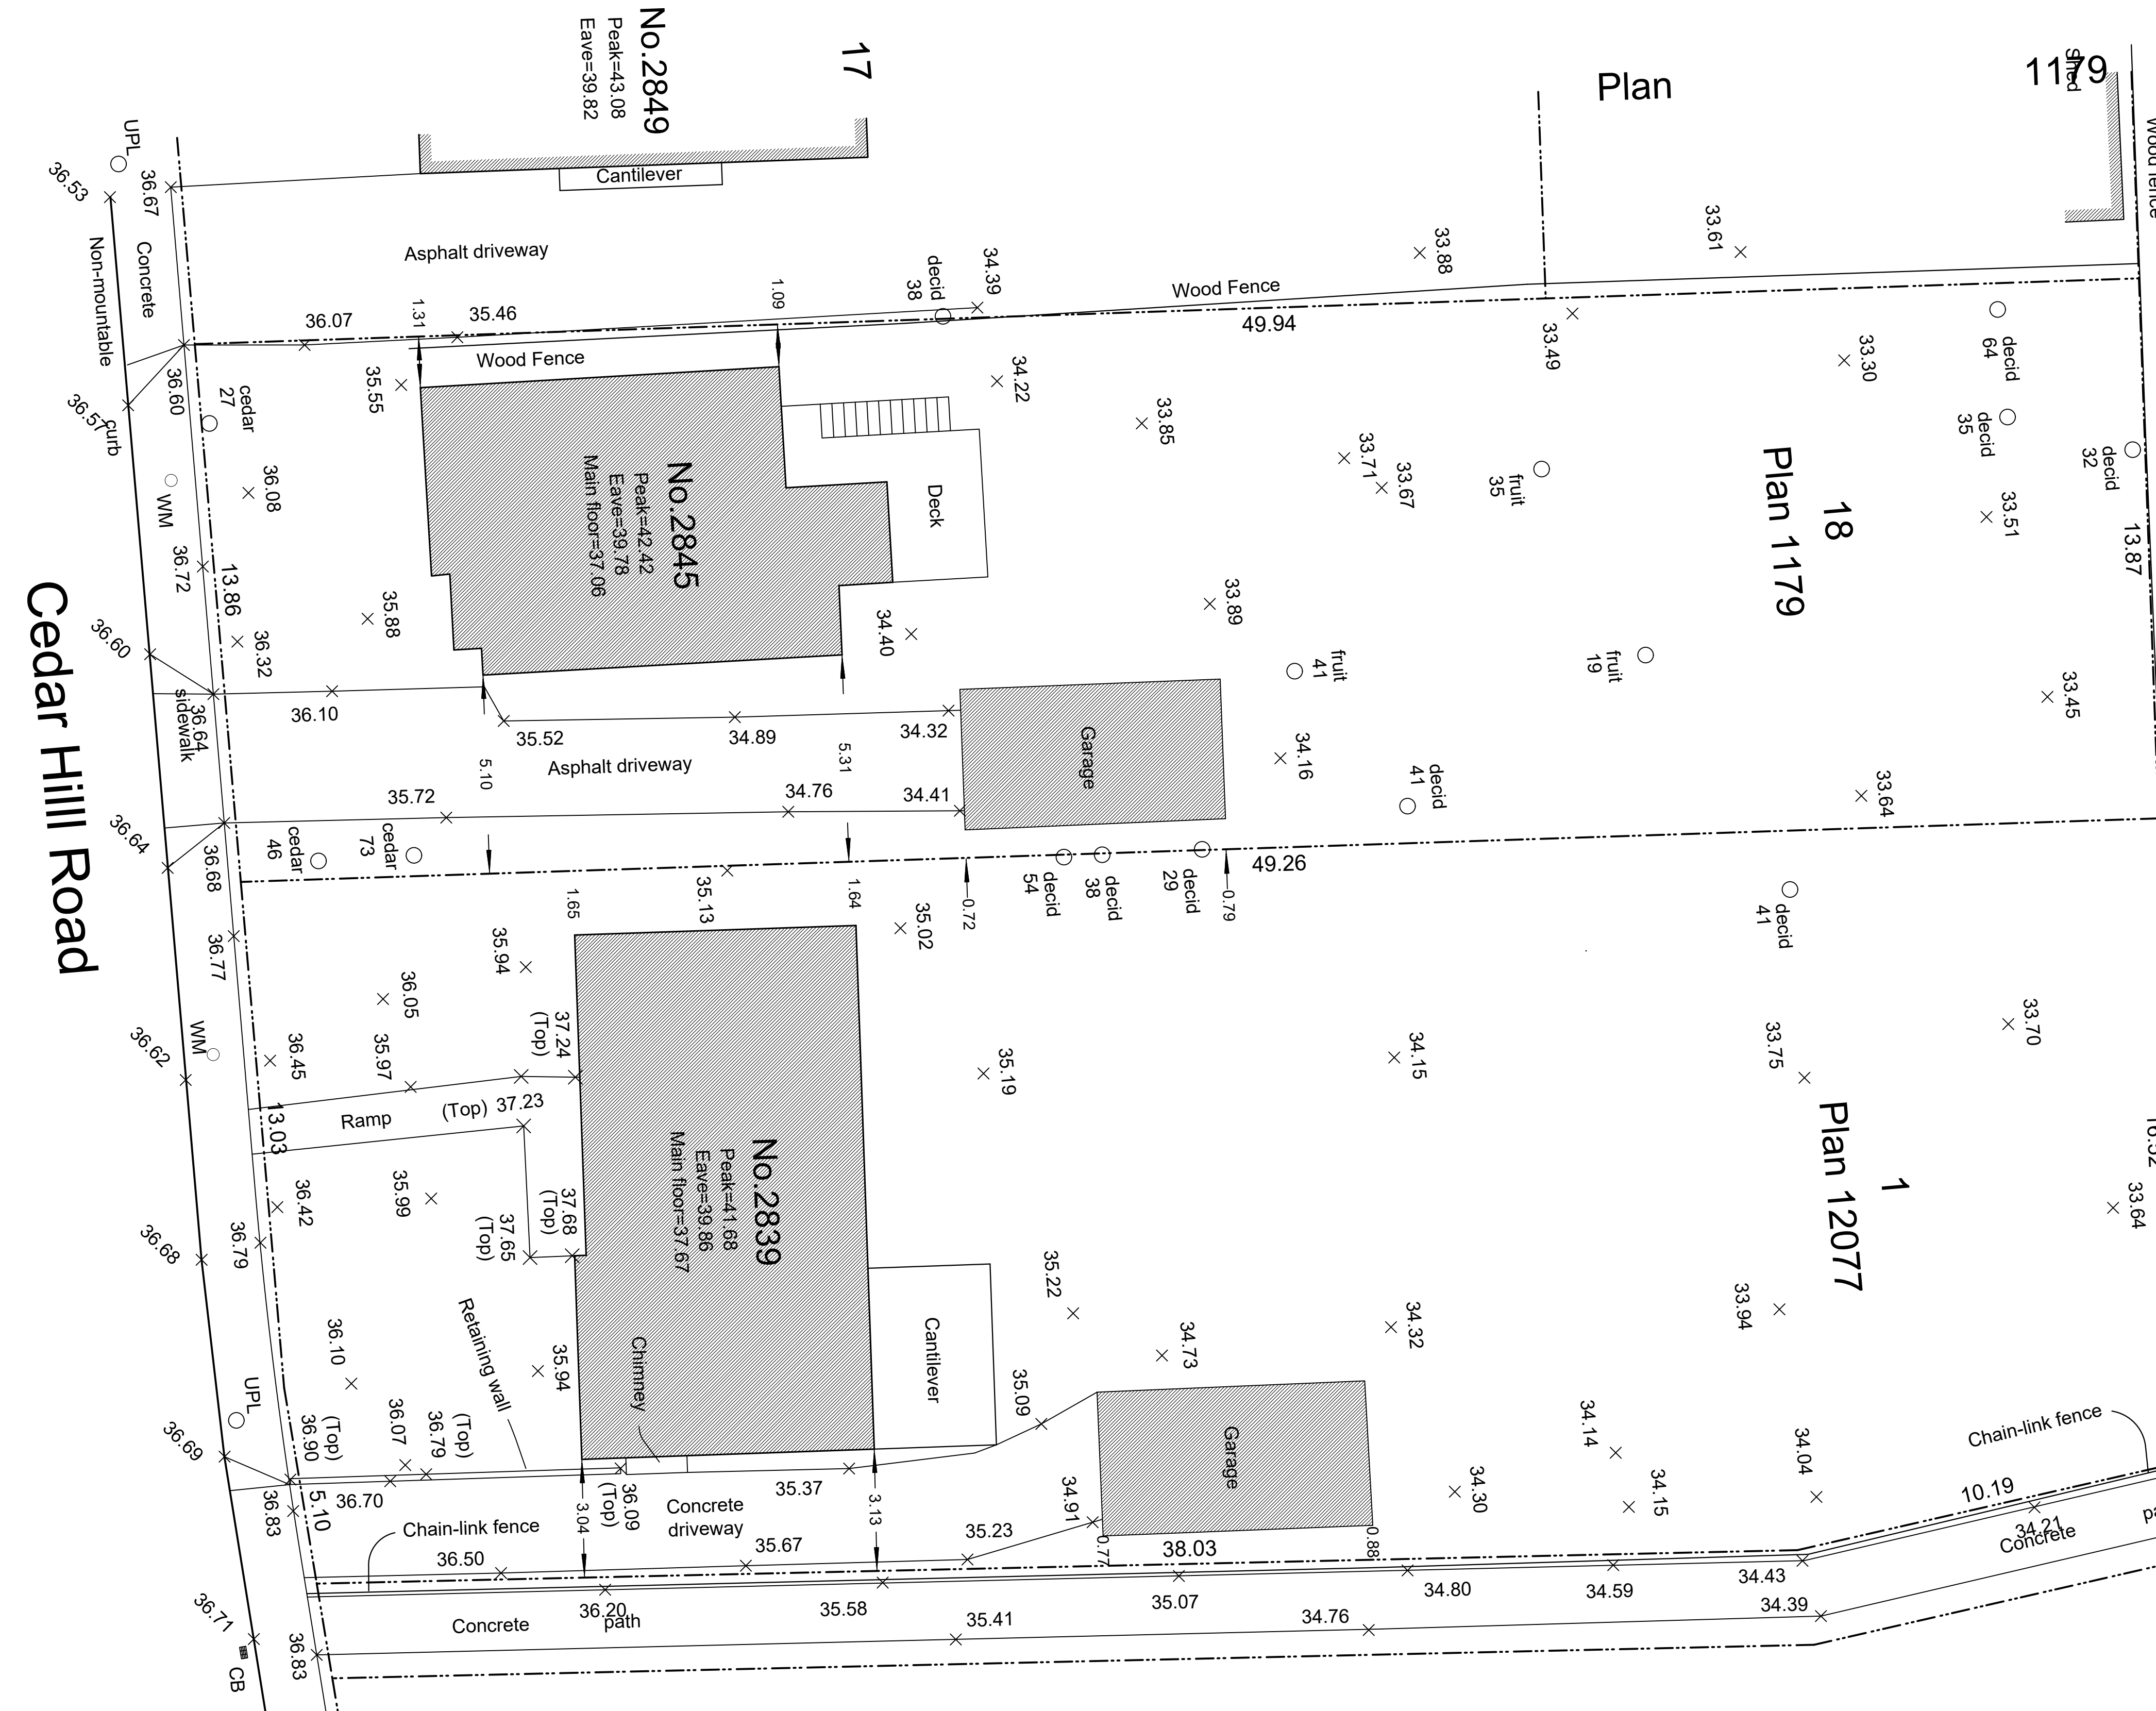 No.2849
Peak=43.08
Eave=39.82
17
Plan
1179
Shed
Wood fence
UPL
36.53
36.67
Cantilever
Non-mountable
Concrete
Asphalt driveway
36.07
1.31
35.46
1.09
decid
38
34.39
Wood Fence
49.94
33.88
33.61
33.49
33.30
decid
64
decid
35
decid
32
36.57
curb
36.60
cedar
27
35.55
Wood Fence
34.22
33.85
33.71
33.67
fruit
35
Plan 1179
18
33.51
13.87
WM
36.08
36.72
13.86
No.2845
Peak=42.42
Eave=39.78
Main floor=37.06
Deck
36.60
36.32
35.88
34.40
33.89
fruit
41
fruit
19
33.45
sidewalk
36.64
36.10
35.52
34.89
34.32
Garage
Asphalt driveway
5.10
5.31
34.16
decid
41
33.64
35.72
34.76
34.41
36.64
36.68
cedar
46
cedar
73
49.26
Cedar Hill Road
1.65
35.13
1.64
35.02
0.72
decid
54
decid
38
decid
29
0.79
decid
41
36.77
35.94
36.05
36.62
WM
36.45
35.97
37.24
(Top)
35.19
34.15
33.75
33.70
13.03
Ramp
(Top) 37.23
Plan 12077
1
16.52
33.64
36.68
36.79
36.42
35.99
37.65
(Top)
37.68
(Top)
No.2839
Peak=41.68
Eave=39.86
Main floor=37.67
35.22
34.73
34.32
33.94
36.10
Retaining wall
35.94
Chimney
Cantilever
35.09
UPL
36.69
36.90
(Top)
36.07
36.79
(Top)
Garage
34.14
34.04
Chain-link fence
36.83
5.10
36.70
36.09
(Top)
Concrete
driveway
35.37
34.91
34.30
34.15
10.19
34.21
Concrete
pa
Chain-link fence
3.04
3.13
35.23
0.77
38.03
0.88
36.50
35.67
36.71
36.20
35.58
35.07
34.80
34.59
34.43
Concrete
path
35.41
34.76
34.39
36.83
CB